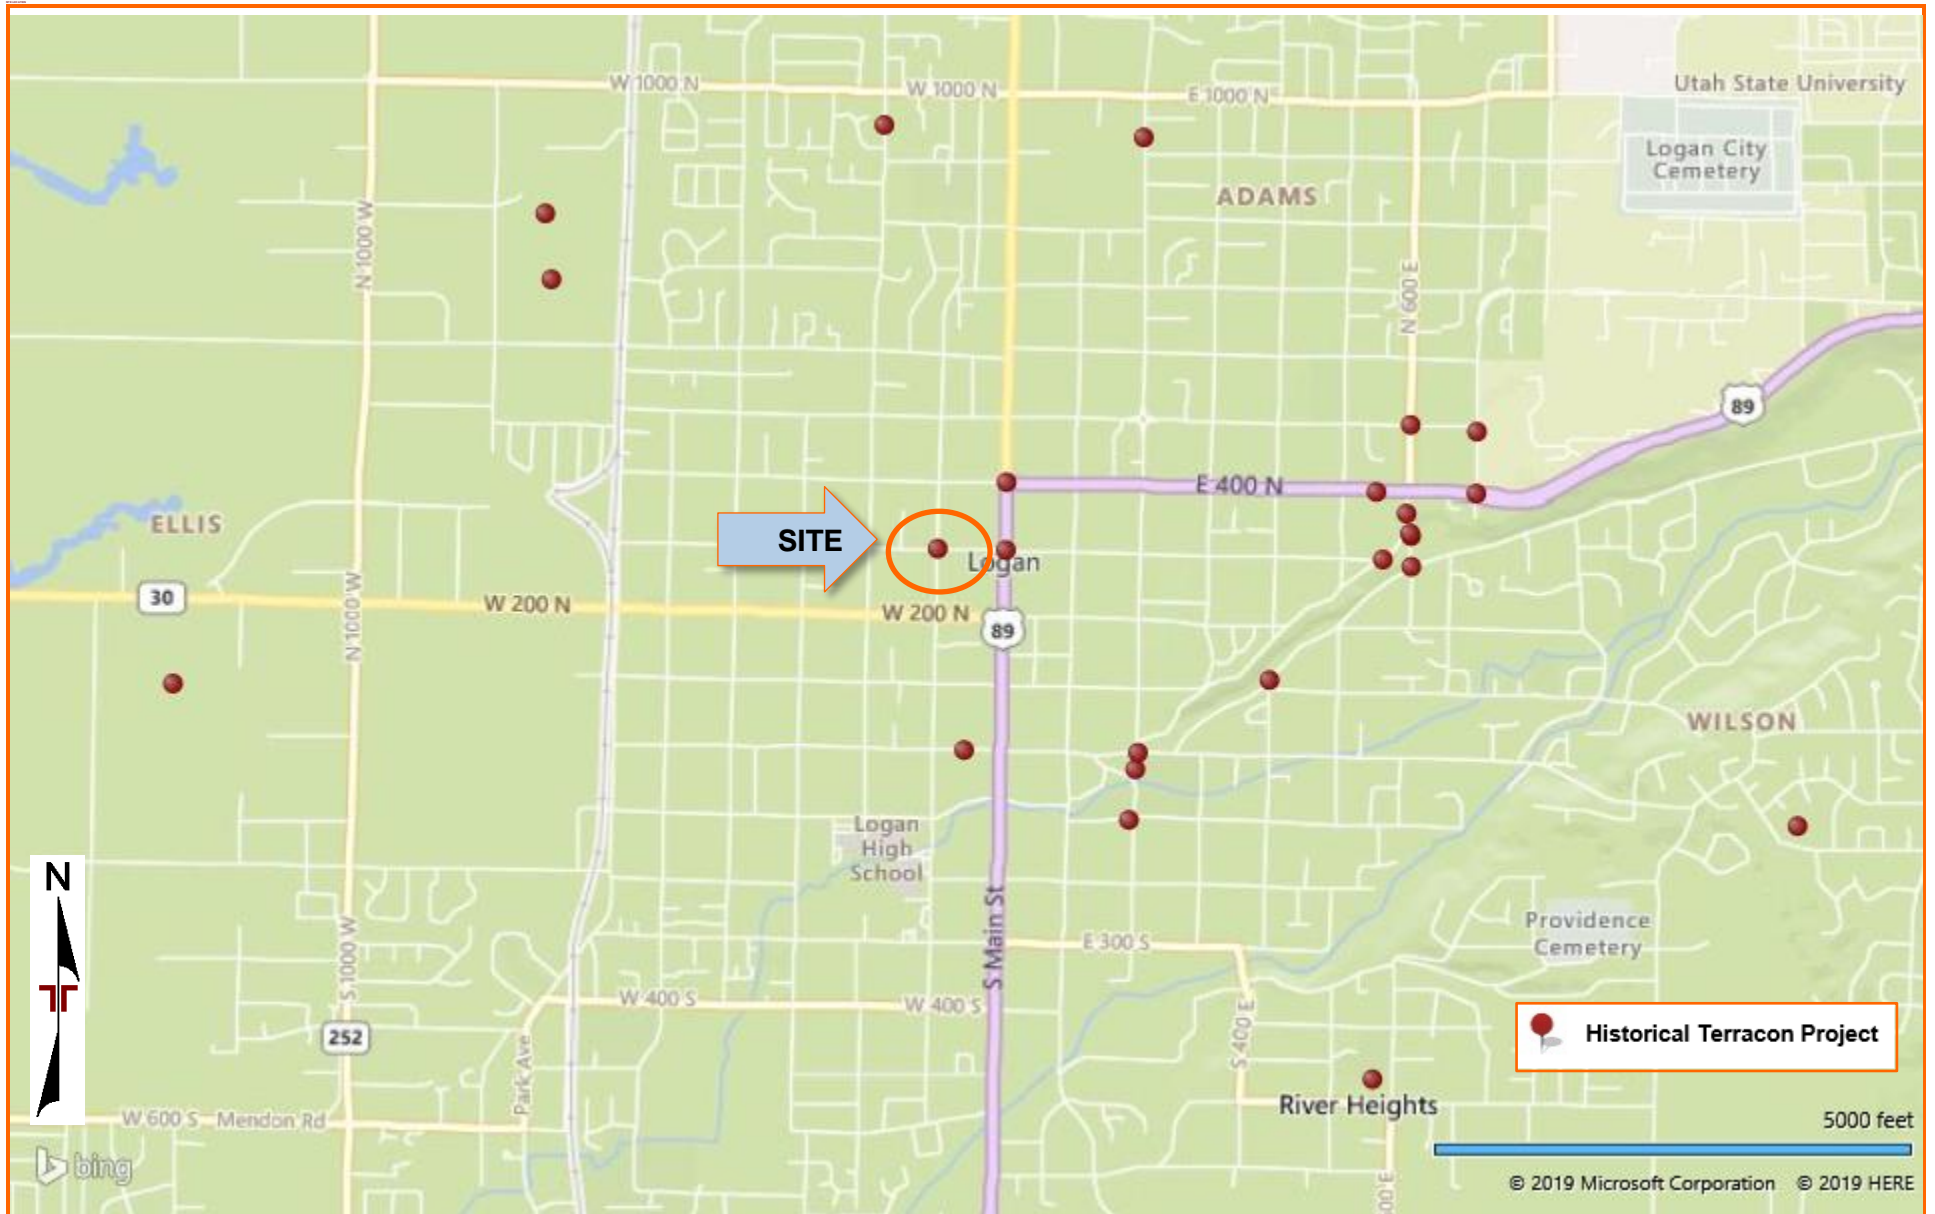 W 1000 N
W 1000 N
E 1000 N
Utah State University
Logan City
Cemetery
ADAMS
N 1000 W
N 600 E
89
E 400 N
ELLIS
SITE
Logan
30
W 200 N
W 200 N
89
N 1000 W
WILSON
Logan
High
School
N
S Main St
Providence
Cemetery
E 300 S
S 1000 W
W 400 S
W 400 S
252
S 400 E
Historical Terracon Project
Park Ave
River Heights
W 600 S
Mendon Rd
5000 feet
bing
© 2019 Microsoft Corporation © 2019 HERE